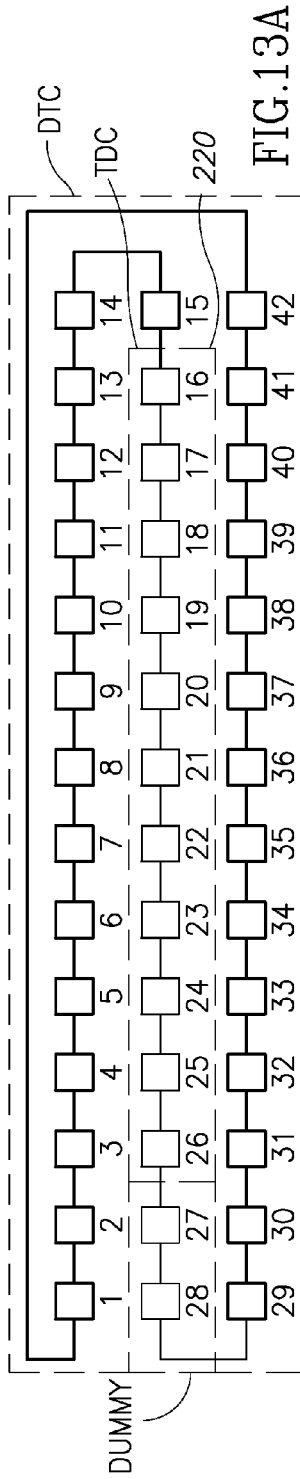 DTC
TDC
1 2 3 4 5 6 7 8 9 10 11 12 13 14
28 27 26 25 24 23 22 21 20 19 18 17 16 15
220
29 30 31 32 33 34 35 36 37 38 39 40 41 42
DUMMY
FIG.13A